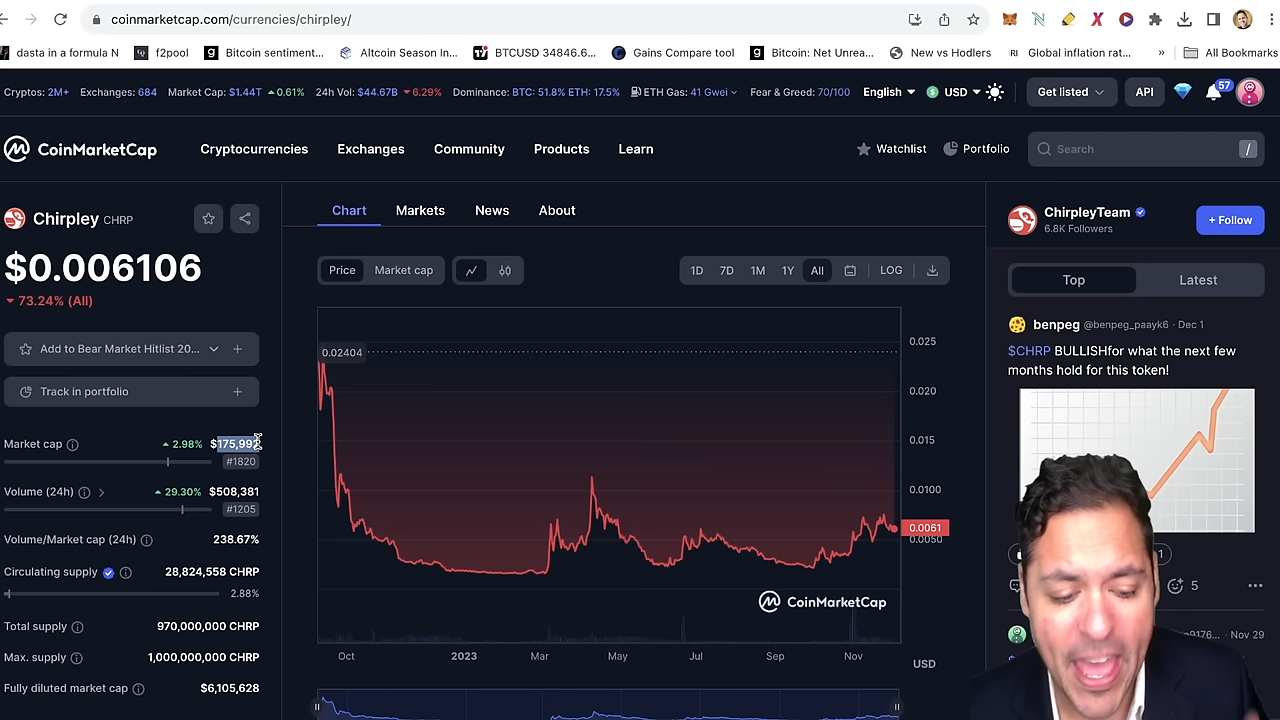 coinmarketcap.com/currencies/chirpley/
dasta in a formula N
f2pool
Bitcoin sentiment...
Altcoin Season In...
BTCUSD 34846.6...
Gains Compare tool
Bitcoin: Net Unrea...
New vs Hodlers
Global inflation rat...
»
All Bookmarks
Cryptos: 2M+ Exchanges: 684 Market Cap: $1.44T 0.61% 24h Vol: $44.67B 6.29% Dominance: BTC: 51.8% ETH: 17.5% ETH Gas: 41 Gwei Fear & Greed: 70/100
English USD Get listed API 57
CoinMarketCap
Cryptocurrencies Exchanges Community Products Learn
Watchlist Portfolio Search /
Chirpley CHRP
$0.006106
73.24% (All)
Add to Bear Market Hitlist 20... +
Track in portfolio +
Market cap 2.98% $175,992
#1820
Volume (24h) 29.30% $508,381
#1205
Volume/Market cap (24h) 238.67%
Circulating supply 28,824,558 CHRP
2.88%
Total supply 970,000,000 CHRP
Max. supply 1,000,000,000 CHRP
Fully diluted market cap $6,105,628
Chart Markets News About
Price Market cap
1D 7D 1M 1Y All LOG
0.02404
0.025
0.020
0.015
0.0100
0.0061
0.0050
CoinMarketCap
Oct 2023 Mar May Jul Sep Nov
USD
ChirpleyTeam
6.8K Followers
+ Follow
Top Latest
benpeg @benpeg_paayk6 · Dec 1
$CHRP BULLISHfor what the next few
months hold for this token!
1
5
Nov 29